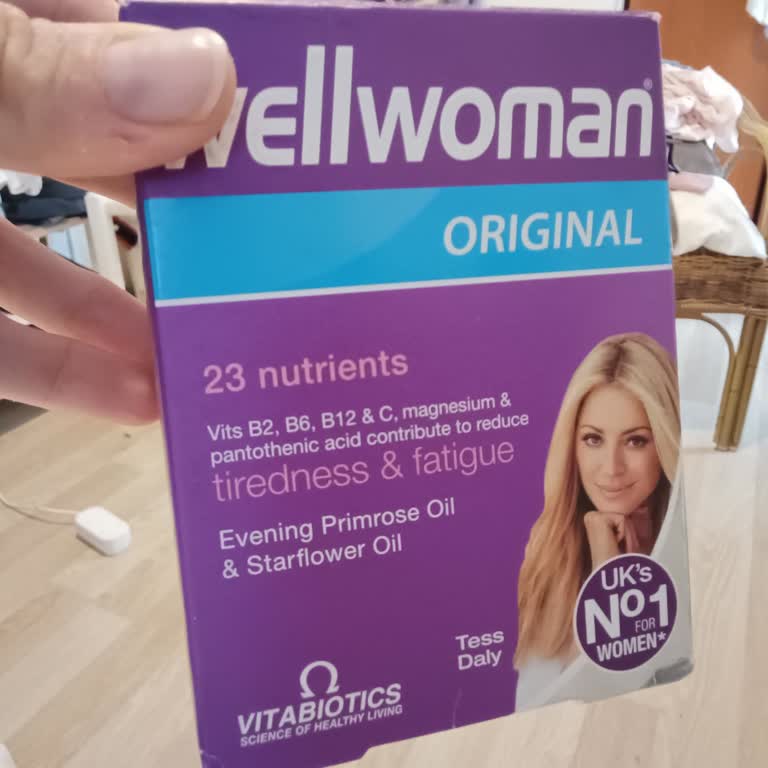 wellwoman®
ORIGINAL
23 nutrients
Vits B2, B6, B12 & C, magnesium &
pantothenic acid contribute to reduce
tiredness & fatigue
Evening Primrose Oil
& Starflower Oil
Tess
Daly
UK's
No1
FOR
WOMEN*
VITABIOTICS
SCIENCE OF HEALTHY LIVING